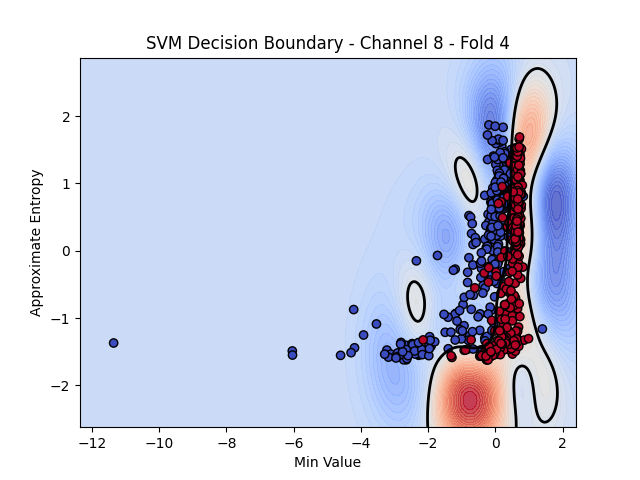 SVM Decision Boundary - Channel 8 - Fold 4
Approximate Entropy
2
1
0
−1
−2
−12 −10 −8 −6 −4 −2 0 2
Min Value